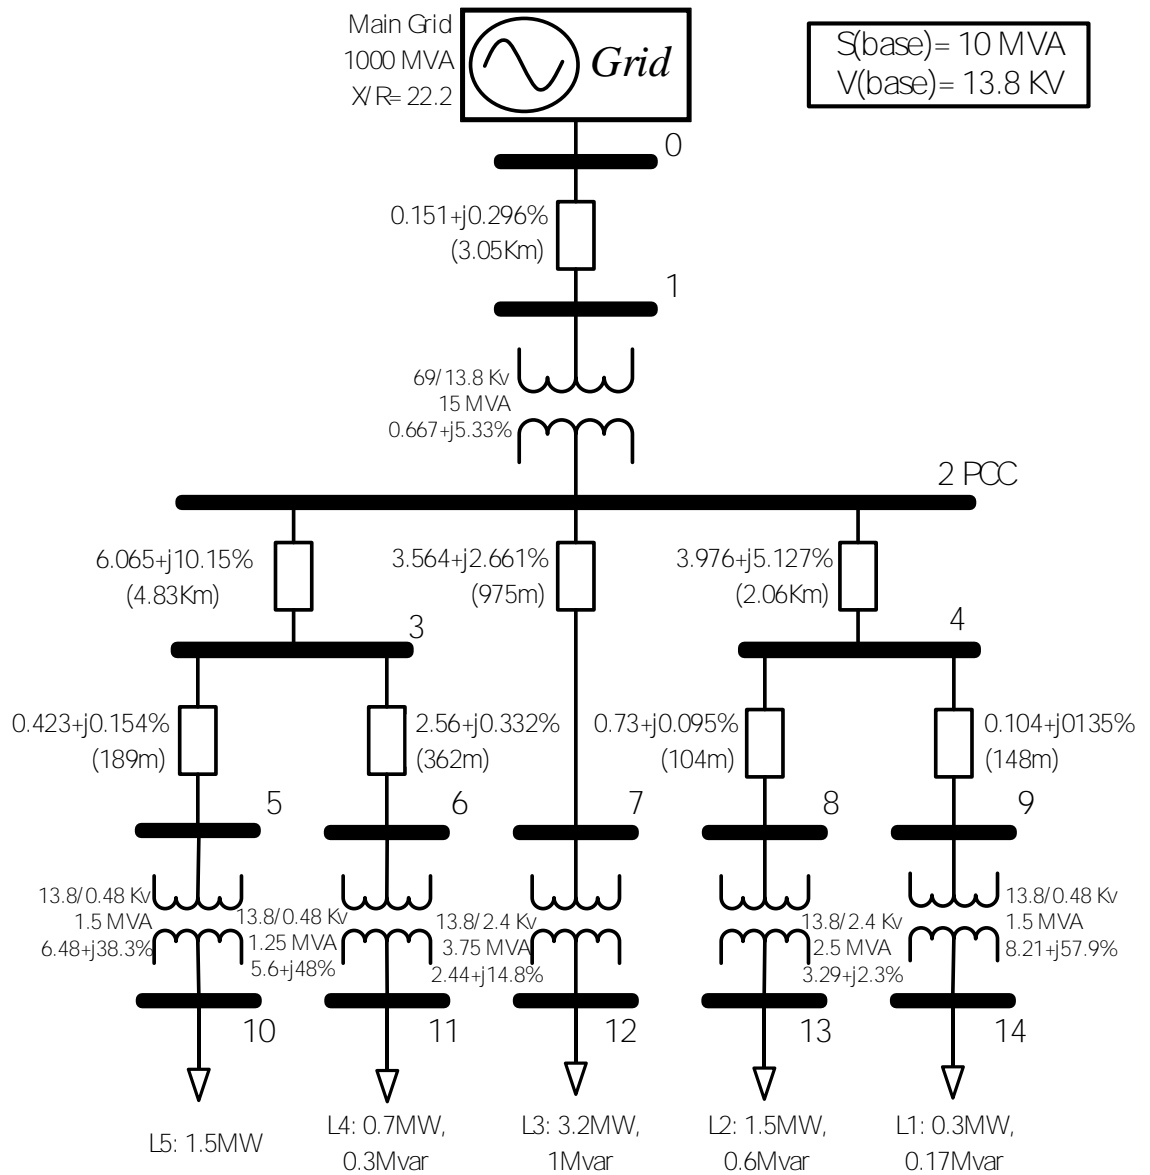 Main Grid
1000 MVA
X/R= 22.2
Grid
S(base)= 10 MVA
V(base)= 13.8 KV
0
0.151+j0.296%
(3.05Km)
1
69/13.8 Kv
15 MVA
0.667+j5.33%
2 PCC
6.065+j10.15%
(4.83Km)
3.564+j2.661%
(975m)
3.976+j5.127%
(2.06Km)
3
4
0.423+j0.154%
(189m)
2.56+j0.332%
(362m)
0.73+j0.095%
(104m)
0.104+j0135%
(148m)
5
6
7
8
9
13.8/0.48 Kv
1.5 MVA
6.48+j38.3%
13.8/0.48 Kv
1.25 MVA
5.6+j48%
13.8/2.4 Kv
3.75 MVA
2.44+j14.8%
13.8/2.4 Kv
2.5 MVA
3.29+j2.3%
13.8/0.48 Kv
1.5 MVA
8.21+j57.9%
10
11
12
13
14
L5: 1.5MW
L4: 0.7MW,
0.3Mvar
L3: 3.2MW,
1Mvar
L2: 1.5MW,
0.6Mvar
L1: 0.3MW,
0.17Mvar